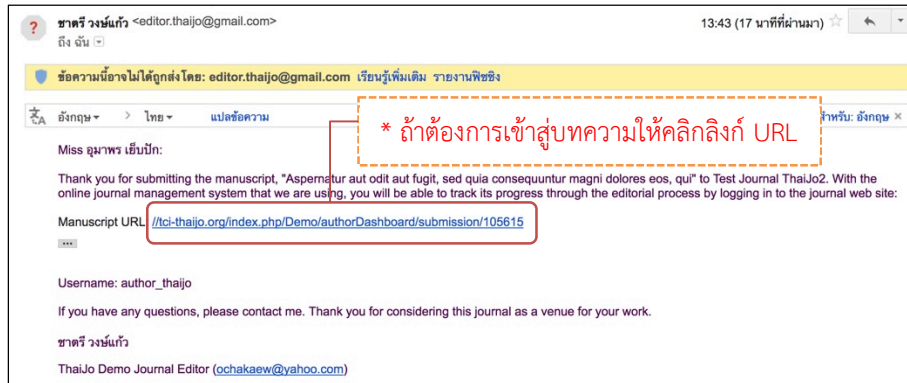 ? ชาตรี วงษ์แก้ว <editor.thaijo@gmail.com> 13:43 (17 นาทีที่ผ่านมา)
ถึง ฉัน
ข้อความนี้อาจไม่ได้ถูกส่งโดย: editor.thaijo@gmail.com เรียนรู้เพิ่มเติม รายงานฟิชชิง
อังกฤษ > ไทย แปลข้อความ สำหรับ: อังกฤษ ×
* ถ้าต้องการเข้าสู่บทความให้คลิกลิงก์ URL
Miss อุมาพร เย็บปัก:
Thank you for submitting the manuscript, "Aspernatur aut odit aut fugit, sed quia consequuntur magni dolores eos, qui" to Test Journal ThaiJo2. With the
online journal management system that we are using, you will be able to track its progress through the editorial process by logging in to the journal web site:
Manuscript URL: //tci-thaijo.org/index.php/Demo/authorDashboard/submission/105615
...
Username: author_thaijo
If you have any questions, please contact me. Thank you for considering this journal as a venue for your work.
ชาตรี วงษ์แก้ว
ThaiJo Demo Journal Editor (ochakaew@yahoo.com)